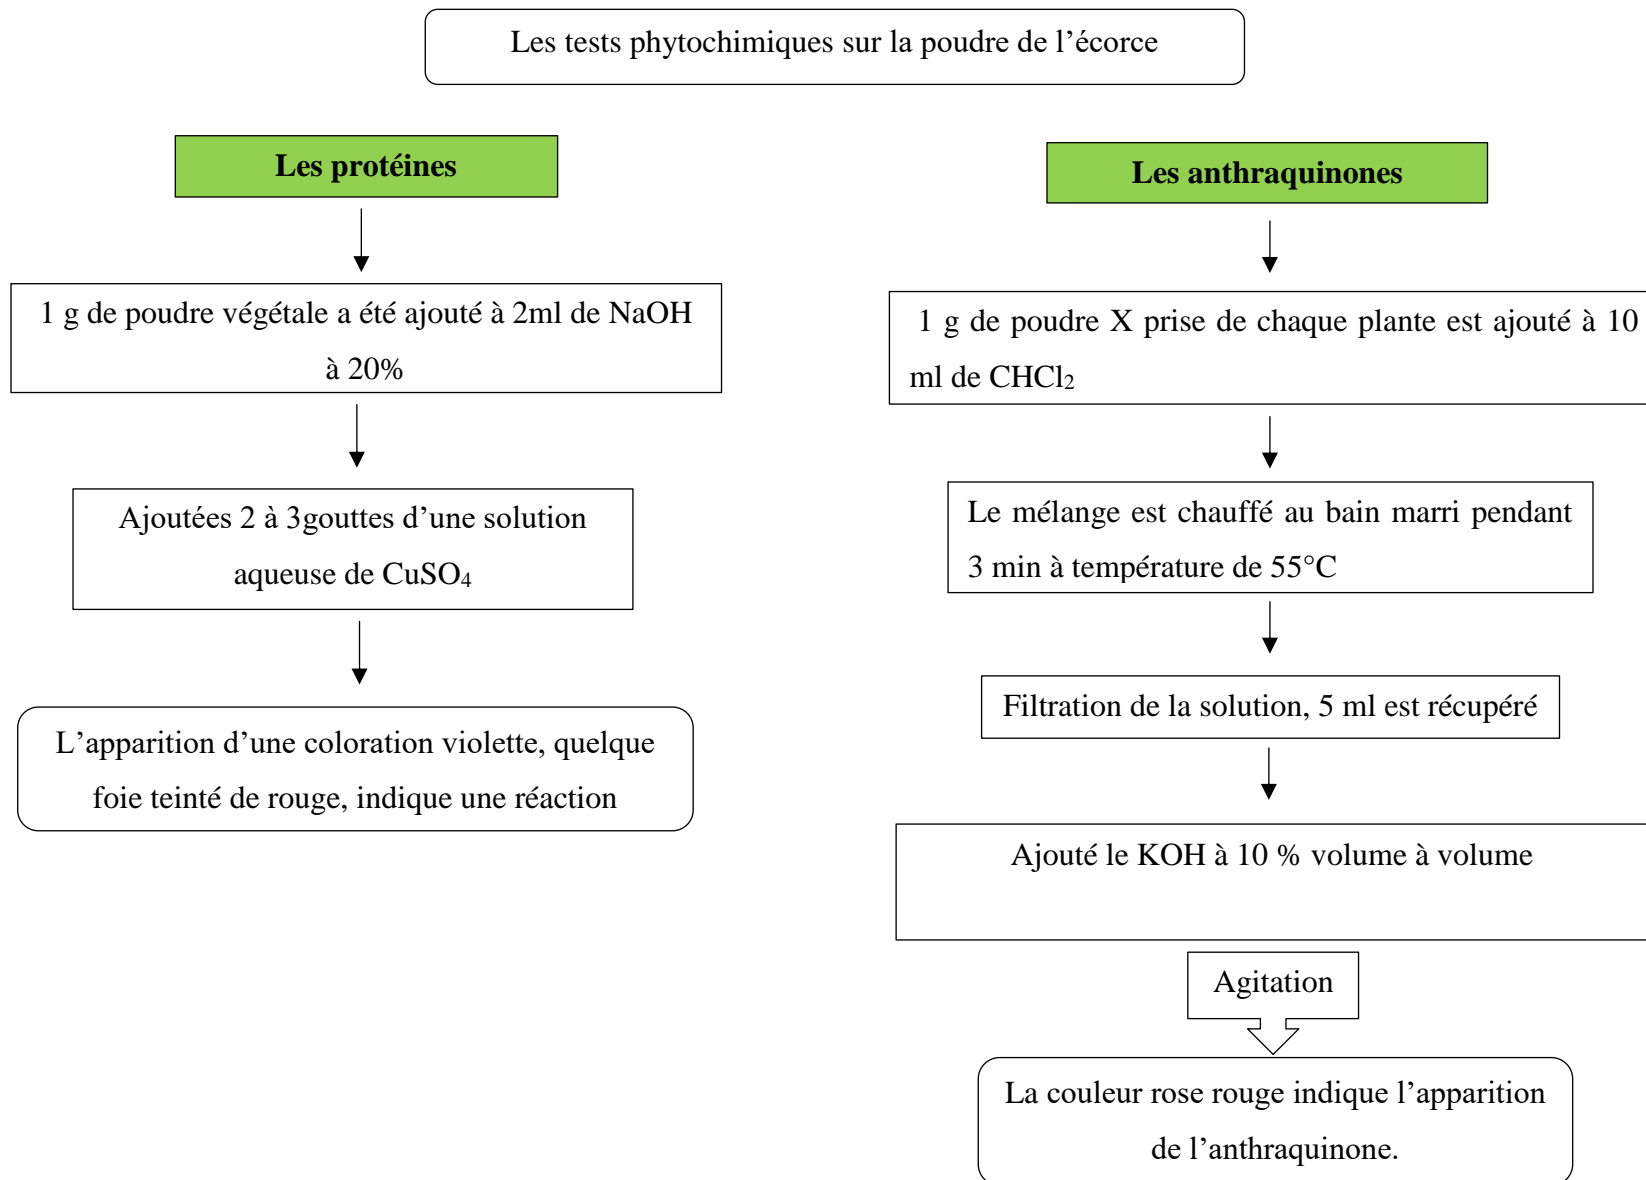 Les tests phytochimiques sur la poudre de l’écorce
Les protéines
1 g de poudre végétale a été ajouté à 2ml de NaOH
à 20%
Ajoutées 2 à 3gouttes d’une solution
aqueuse de CuSO₄
L’apparition d’une coloration violette, quelque
foie teinté de rouge, indique une réaction
Les anthraquinones
1 g de poudre X prise de chaque plante est ajouté à 10
ml de CHCl₂
Le mélange est chauffé au bain marri pendant
3 min à température de 55°C
Filtration de la solution, 5 ml est récupéré
Ajouté le KOH à 10 % volume à volume
Agitation
La couleur rose rouge indique l’apparition
de l’anthraquinone.